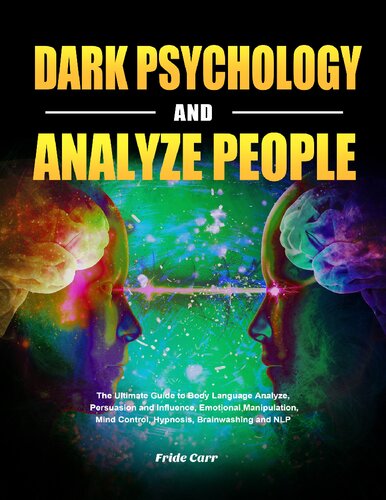 DARK PSYCHOLOGY
AND
ANALYZE PEOPLE
The Ultimate Guide to Body Language Analyze,
Persuasion and Influence, Emotional Manipulation,
Mind Control, Hypnosis, Brainwashing and NLP
Fride Carr